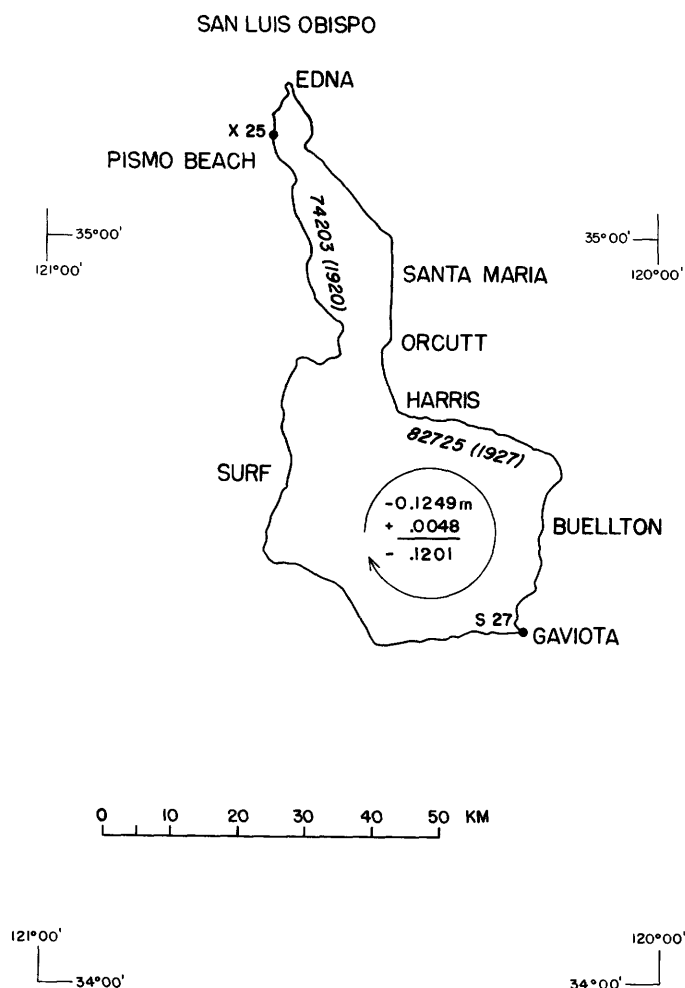 SAN LUIS OBISPO
EDNA
X 25
PISMO BEACH
74203 (1920)
35°00'
121°00'
35°00'
120°00'
SANTA MARIA
ORCUTT
HARRIS
82725 (1927)
SURF
-0.1249m
+ .0048
- .1201
BUELLTON
S 27
GAVIOTA
0 10 20 30 40 50 KM
121°00'
34°00'
120°00'
34°00'